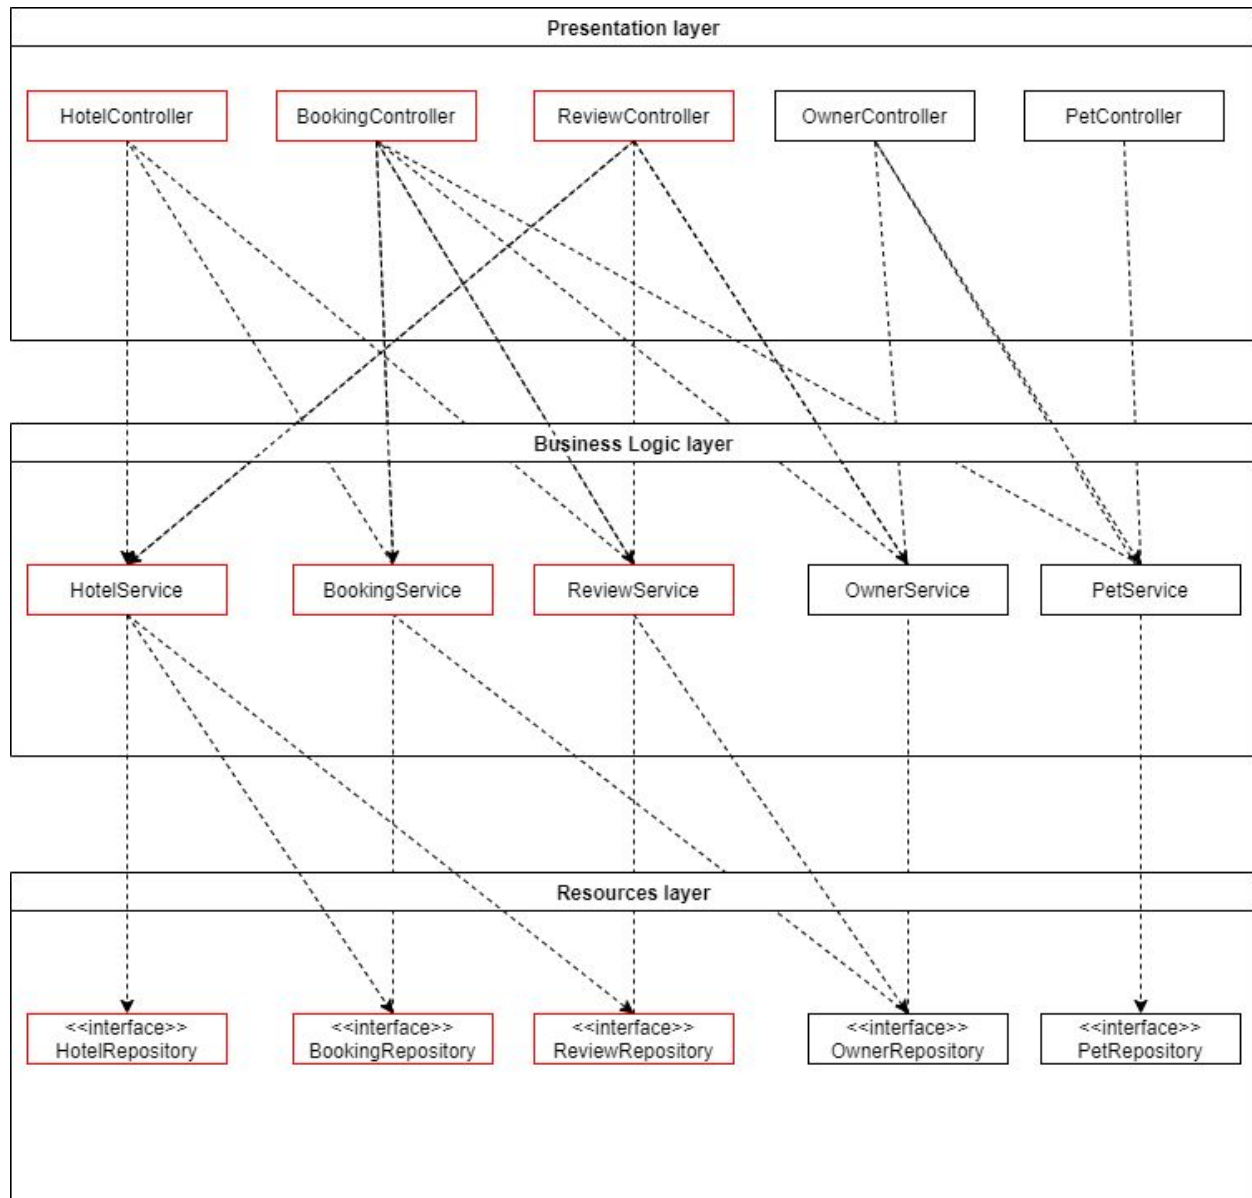 Presentation layer
HotelController
BookingController
ReviewController
OwnerController
PetController
Business Logic layer
HotelService
BookingService
ReviewService
OwnerService
PetService
Resources layer
<<interface>>
HotelRepository
<<interface>>
BookingRepository
<<interface>>
ReviewRepository
<<interface>>
OwnerRepository
<<interface>>
PetRepository